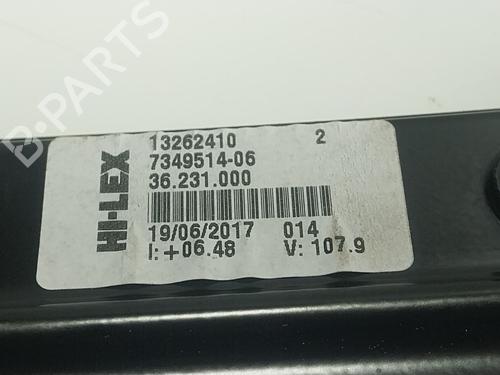 B-PARTS
HI-LEX
13262410 2
7349514-06
36.231.000
19/06/2017 014
I: +06.48 V: 107.9